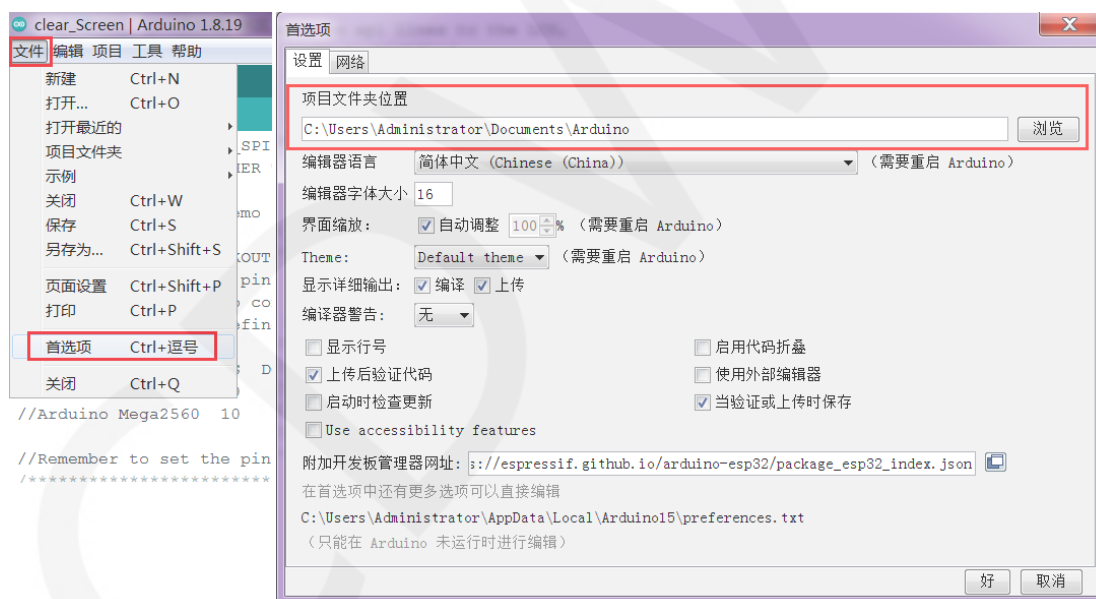 clear_Screen | Arduino 1.8.19
文件 编辑 项目 工具 帮助
新建 Ctrl+N
打开... Ctrl+O
打开最近的
项目文件夹
示例
关闭 Ctrl+W
保存 Ctrl+S
另存为... Ctrl+Shift+S
页面设置 Ctrl+Shift+P
打印 Ctrl+P
首选项 Ctrl+逗号
关闭 Ctrl+Q
_SPI
IER
emo
KOUT
pin
co
efin
D
//Arduino Mega2560 10
//Remember to set the pin
/**************************
首选项
设置 网络
项目文件夹位置
C:\Users\Administrator\Documents\Arduino 浏览
编辑器语言 简体中文 (Chinese (China)) (需要重启 Arduino)
编辑器字体大小 16
界面缩放： 自动调整 100 % (需要重启 Arduino)
Theme: Default theme (需要重启 Arduino)
显示详细输出： 编译 上传
编译器警告： 无
显示行号 启用代码折叠
上传后验证代码 使用外部编辑器
启动时检查更新 当验证或上传时保存
Use accessibility features
附加开发板管理器网址: s://espressif.github.io/arduino-esp32/package_esp32_index.json
在首选项中还有更多选项可以直接编辑
C:\Users\Administrator\AppData\Local\Arduino15\preferences.txt
(只能在 Arduino 未运行时进行编辑)
好 取消